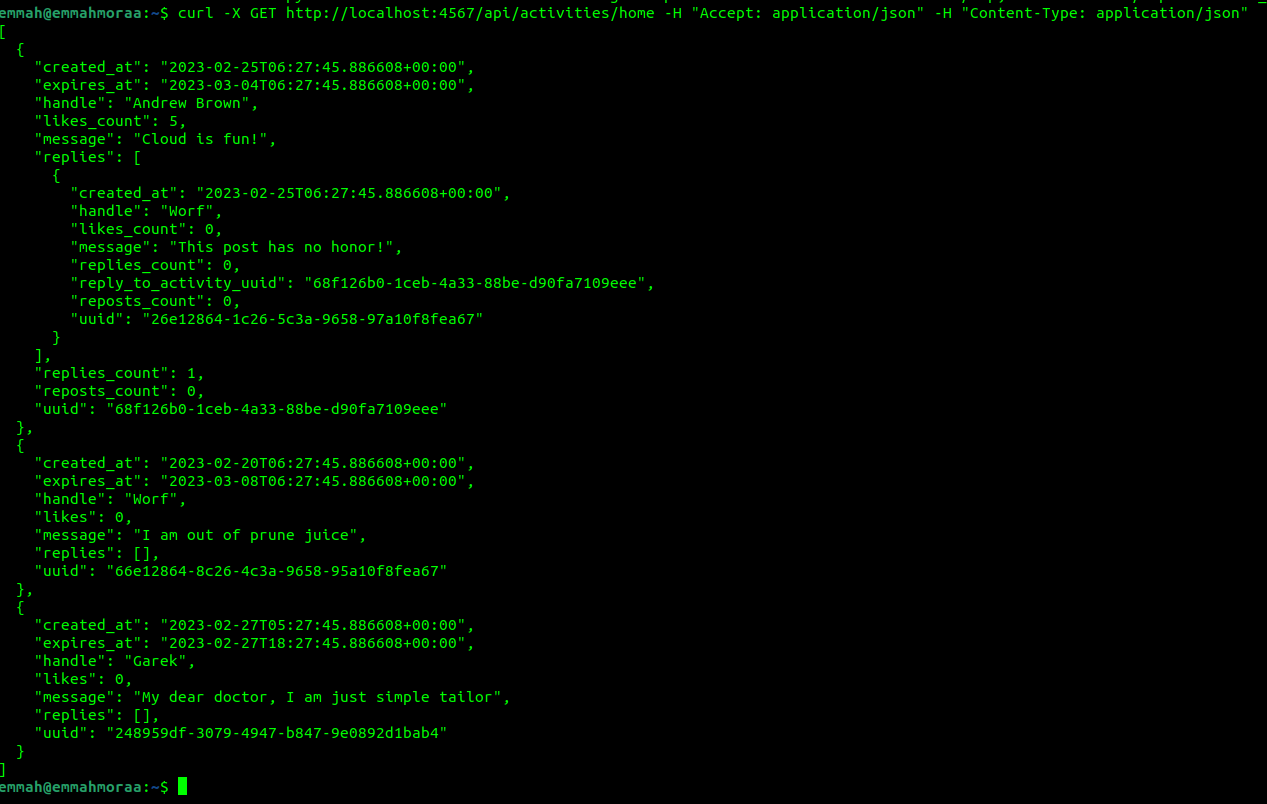 emmah@emmahmoraa:~$ curl -X GET http://localhost:4567/api/activities/home -H "Accept: application/json" -H "Content-Type: application/json"
[
  {
    "created_at": "2023-02-25T06:27:45.886608+00:00",
    "expires_at": "2023-03-04T06:27:45.886608+00:00",
    "handle": "Andrew Brown",
    "likes_count": 5,
    "message": "Cloud is fun!",
    "replies": [
      {
        "created_at": "2023-02-25T06:27:45.886608+00:00",
        "handle": "Worf",
        "likes_count": 0,
        "message": "This post has no honor!",
        "replies_count": 0,
        "reply_to_activity_uuid": "68f126b0-1ceb-4a33-88be-d90fa7109eee",
        "reposts_count": 0,
        "uuid": "26e12864-1c26-5c3a-9658-97a10f8fea67"
      }
    ],
    "replies_count": 1,
    "reposts_count": 0,
    "uuid": "68f126b0-1ceb-4a33-88be-d90fa7109eee"
  },
  {
    "created_at": "2023-02-20T06:27:45.886608+00:00",
    "expires_at": "2023-03-08T06:27:45.886608+00:00",
    "handle": "Worf",
    "likes": 0,
    "message": "I am out of prune juice",
    "replies": [],
    "uuid": "66e12864-8c26-4c3a-9658-95a10f8fea67"
  },
  {
    "created_at": "2023-02-27T05:27:45.886608+00:00",
    "expires_at": "2023-02-27T18:27:45.886608+00:00",
    "handle": "Garek",
    "likes": 0,
    "message": "My dear doctor, I am just simple tailor",
    "replies": [],
    "uuid": "248959df-3079-4947-b847-9e0892d1bab4"
  }
]
emmah@emmahmoraa:~$